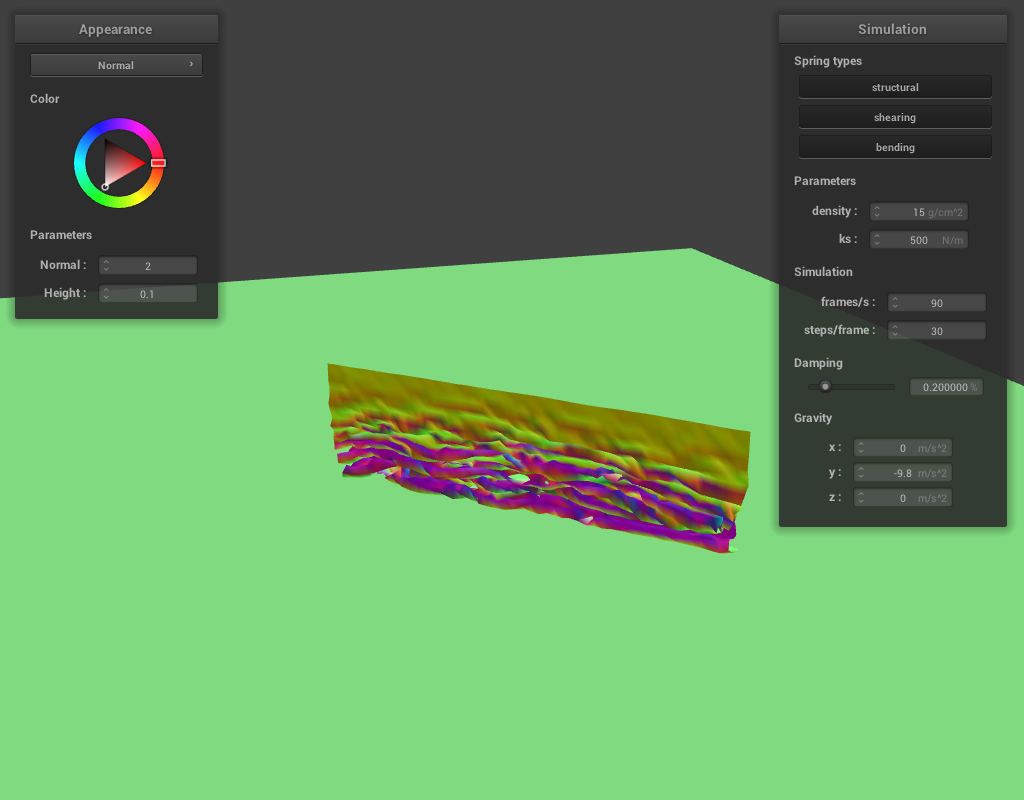 Appearance
Normal
Color
Parameters
Normal : 2
Height : 0.1
Simulation
Spring types
structural
shearing
bending
Parameters
density : 15 g/cm^2
ks : 500 N/m
Simulation
frames/s : 90
steps/frame : 30
Damping
0.200000 %
Gravity
x : 0 m/s^2
y : -9.8 m/s^2
z : 0 m/s^2